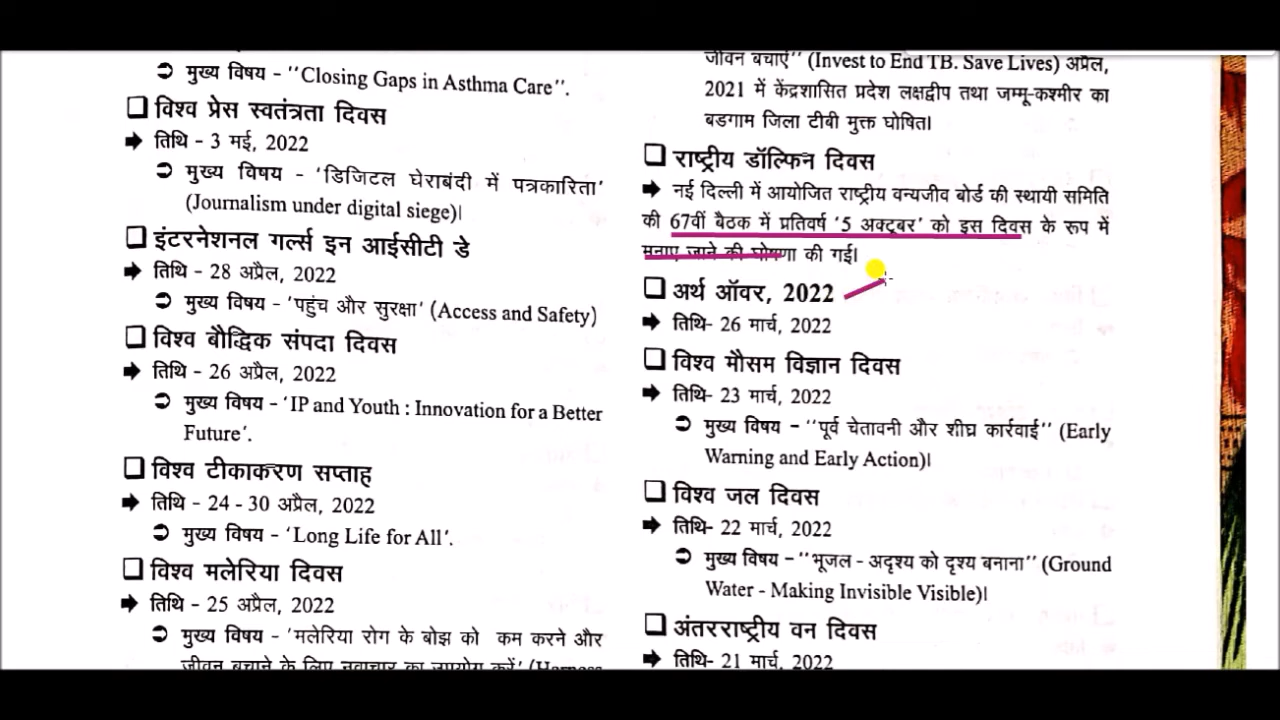 ➲ मुख्य विषय - ''Closing Gaps in Asthma Care''.
❑ विश्व प्रेस स्वतंत्रता दिवस
➡ तिथि - 3 मई, 2022
➲ मुख्य विषय - 'डिजिटल घेराबंदी में पत्रकारिता'
(Journalism under digital siege)।
❑ इंटरनेशनल गर्ल्स इन आईसीटी डे
➡ तिथि - 28 अप्रैल, 2022
➲ मुख्य विषय - 'पहुंच और सुरक्षा' (Access and Safety)
❑ विश्व बौद्धिक संपदा दिवस
➡ तिथि - 26 अप्रैल, 2022
➲ मुख्य विषय - 'IP and Youth : Innovation for a Better
Future'.
❑ विश्व टीकाकरण सप्ताह
➡ तिथि - 24 - 30 अप्रैल, 2022
➲ मुख्य विषय - 'Long Life for All'.
❑ विश्व मलेरिया दिवस
➡ तिथि - 25 अप्रैल, 2022
➲ मुख्य विषय - 'मलेरिया रोग के बोझ को कम करने और
जीवन बचाने के लिए नवाचार का उपयोग करें' (Harness
जीवन बचाएं'' (Invest to End TB. Save Lives) अप्रैल,
2021 में केंद्रशासित प्रदेश लक्षद्वीप तथा जम्मू-कश्मीर का
बडगाम जिला टीबी मुक्त घोषित।
❑ राष्ट्रीय डॉल्फिन दिवस
➡ नई दिल्ली में आयोजित राष्ट्रीय वन्यजीव बोर्ड की स्थायी समिति
की 67वीं बैठक में प्रतिवर्ष '5 अक्टूबर' को इस दिवस के रूप में
मनाए जाने की घोषणा की गई।
❑ अर्थ ऑवर, 2022
➡ तिथि- 26 मार्च, 2022
❑ विश्व मौसम विज्ञान दिवस
➡ तिथि- 23 मार्च, 2022
➲ मुख्य विषय - ''पूर्व चेतावनी और शीघ्र कार्रवाई'' (Early
Warning and Early Action)।
❑ विश्व जल दिवस
➡ तिथि- 22 मार्च, 2022
➲ मुख्य विषय - ''भूजल - अदृश्य को दृश्य बनाना'' (Ground
Water - Making Invisible Visible)।
❑ अंतरराष्ट्रीय वन दिवस
➡ तिथि- 21 मार्च, 2022